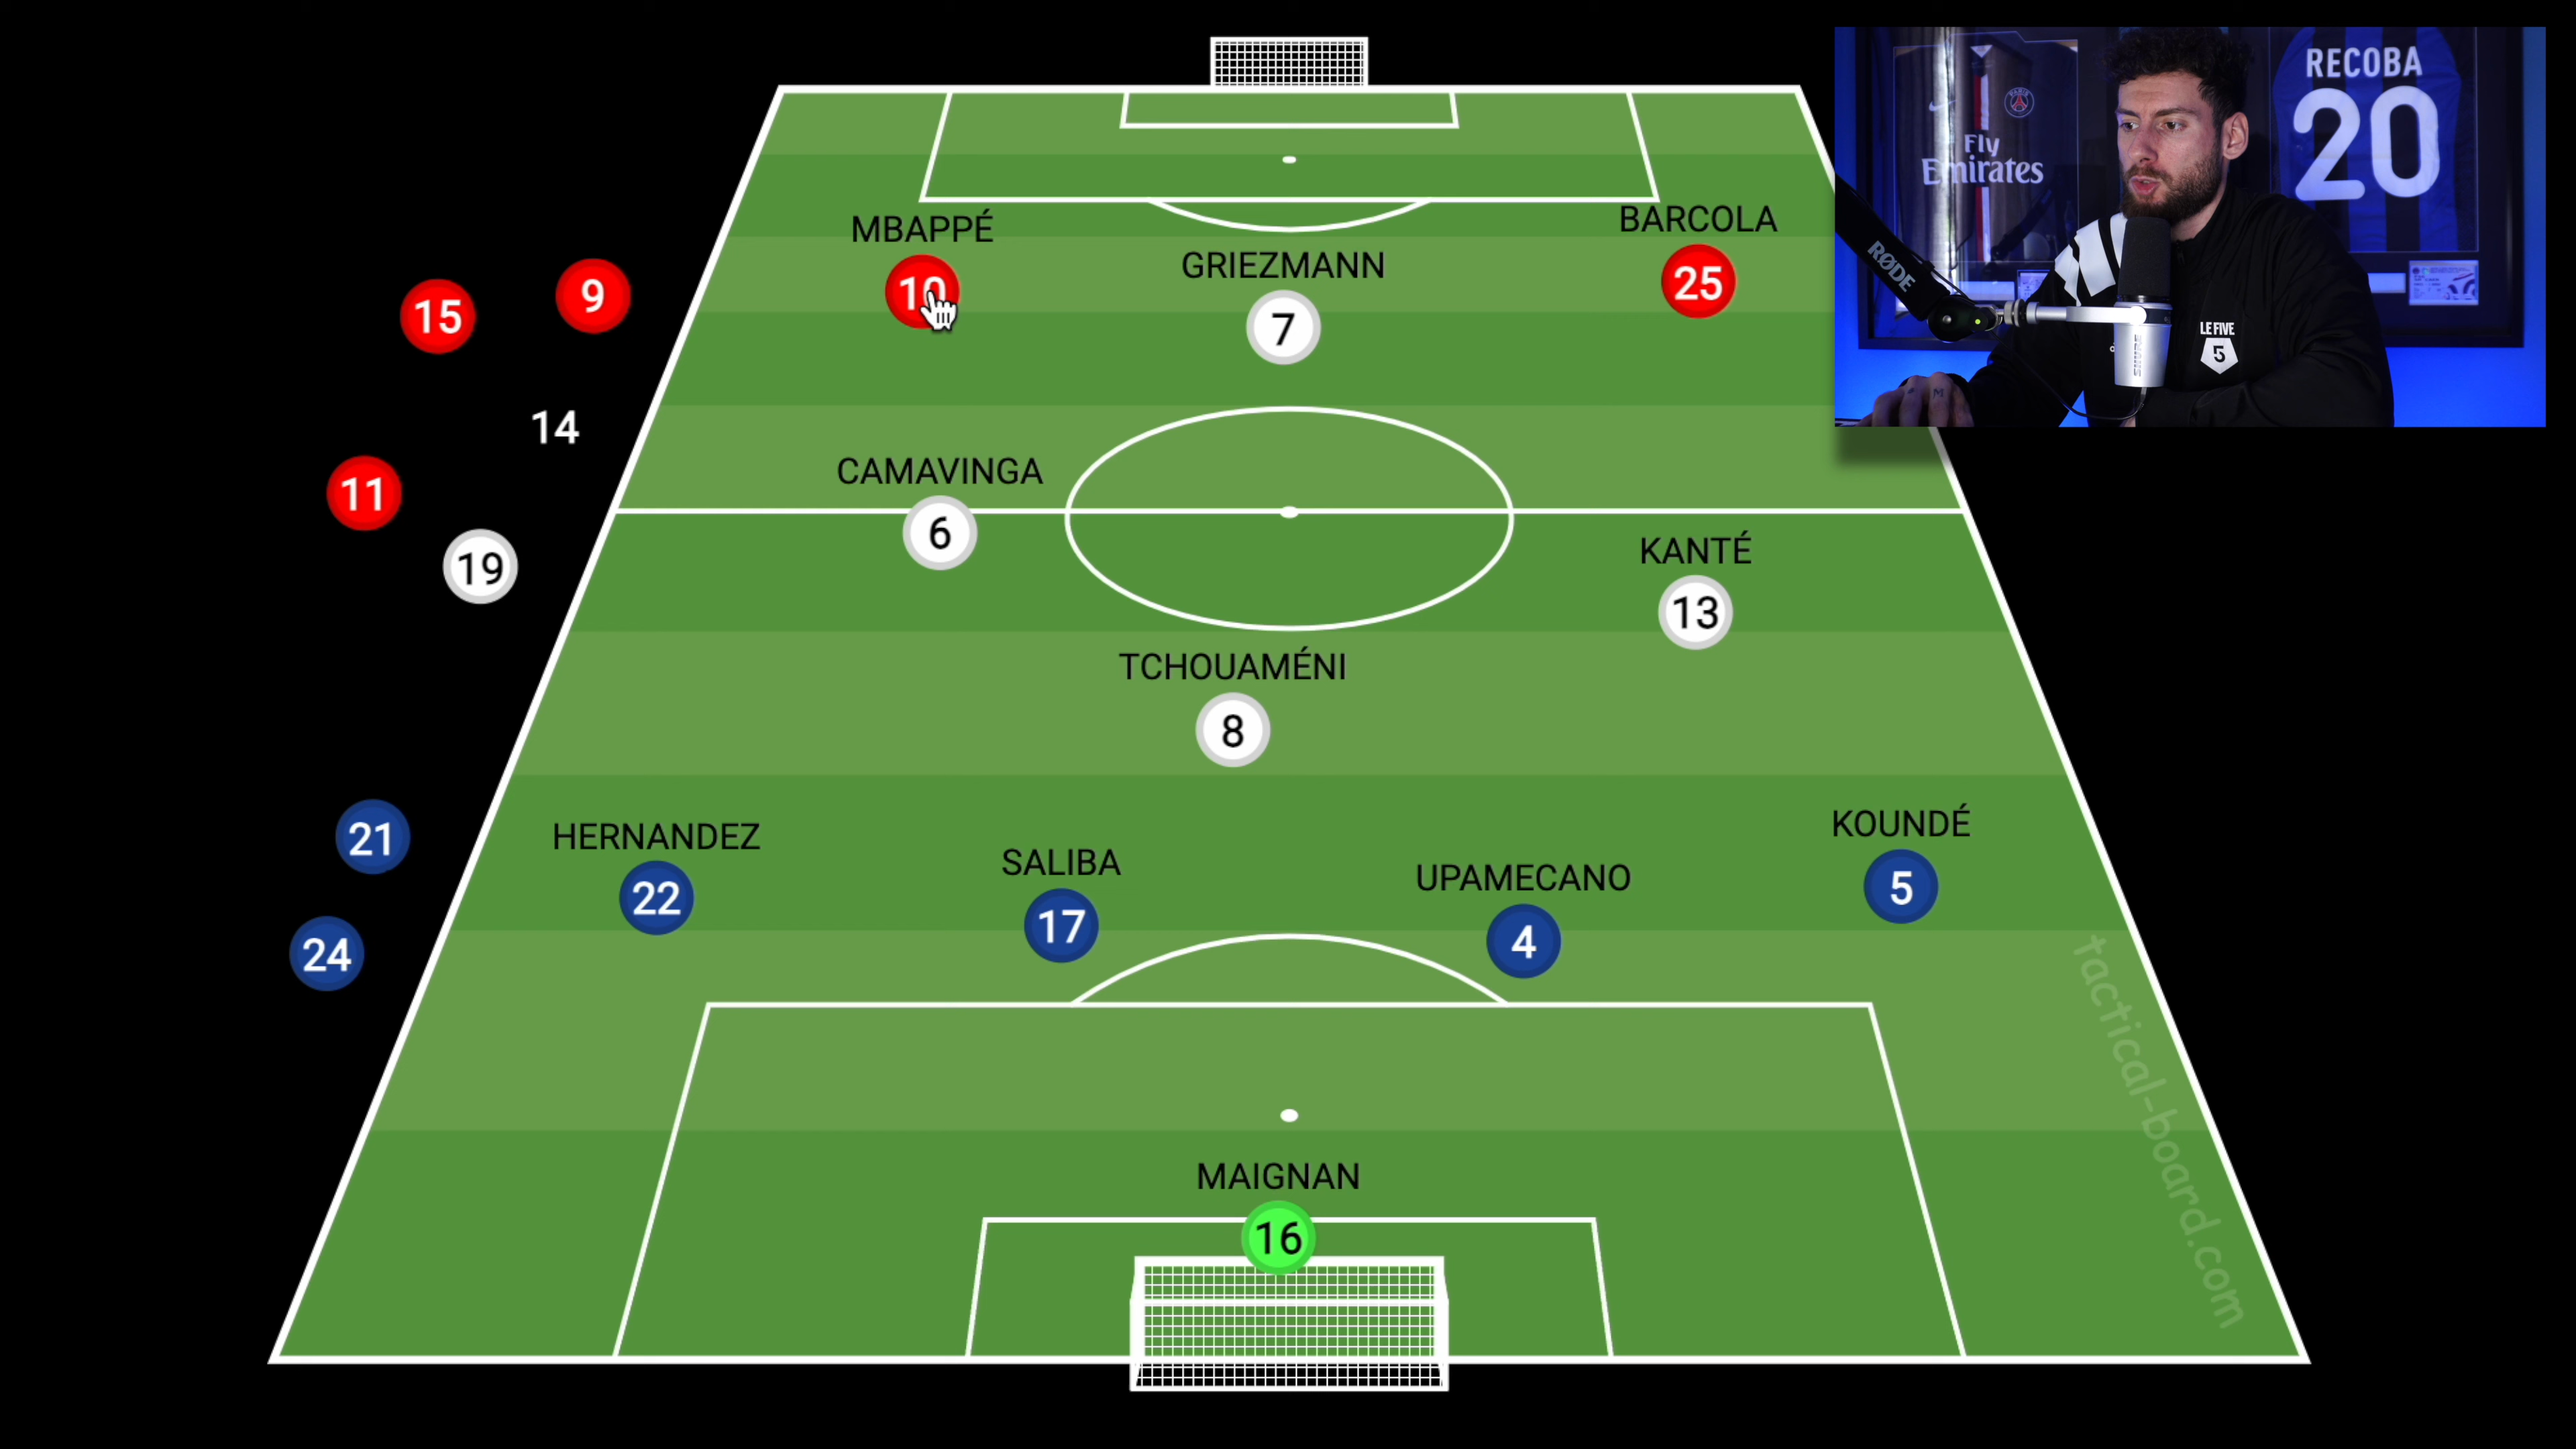 RECOBA
20
Fly
Emirates
RØDE
LE FIVE
5
SHURE
MBAPPÉ
10
GRIEZMANN
7
BARCOLA
25
15
9
14
11
19
CAMAVINGA
6
KANTÉ
13
TCHOUAMÉNI
8
21
24
HERNANDEZ
22
SALIBA
17
UPAMECANO
4
KOUNDÉ
5
MAIGNAN
16
tactical-board.com